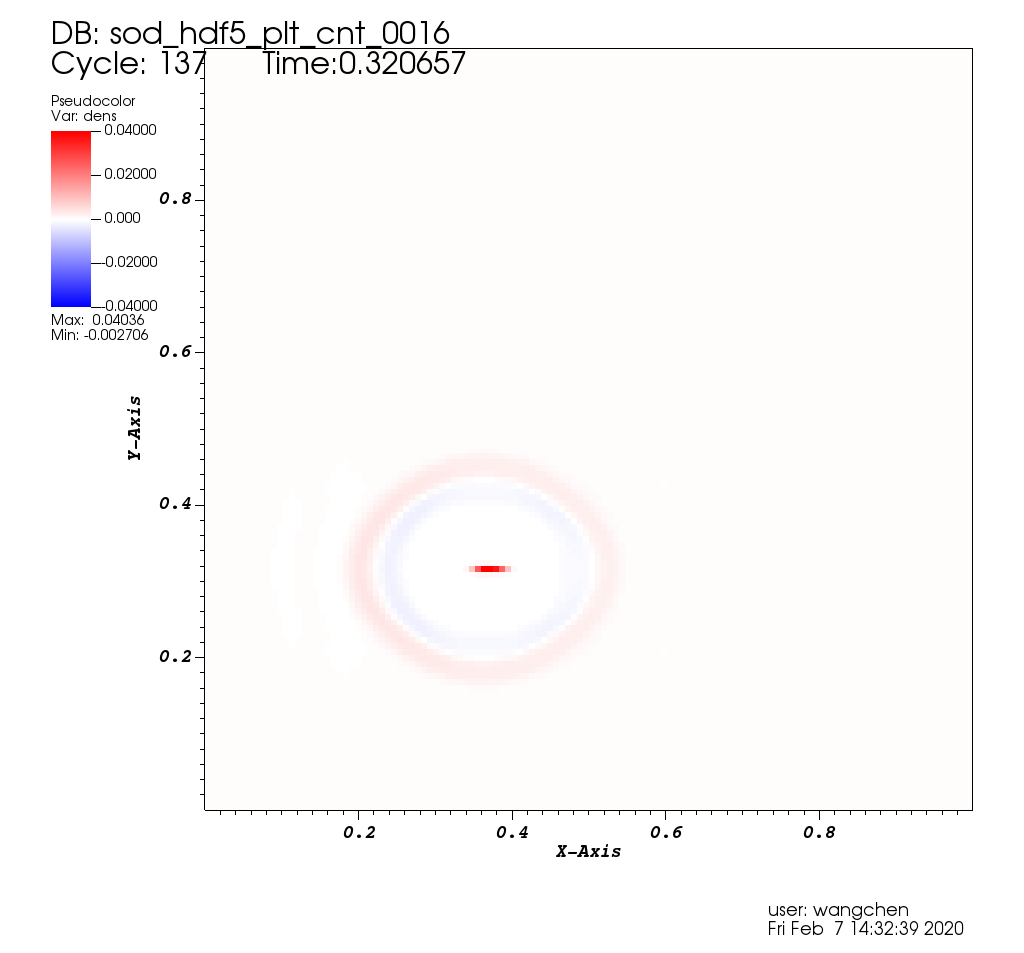 DB: sod_hdf5_plt_cnt_0016
Cycle: 137 Time:0.320657
Pseudocolor
Var: dens
0.04000
0.02000
0.000
-0.02000
-0.04000
Max: 0.04036
Min: -0.002706
0.8
0.6
0.4
0.2
Y-Axis
0.2 0.4 0.6 0.8
X-Axis
user: wangchen
Fri Feb 7 14:32:39 2020